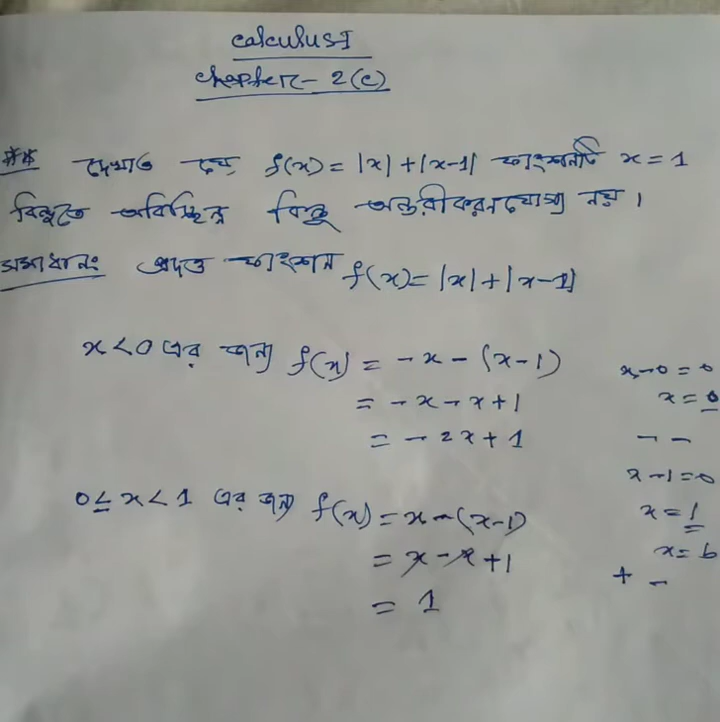 calculus-I
chapter - 2(c)
** দেখাও যে, f(x) = |x| + |x-1| ফাংশনটি x = 1
বিন্দুতে অবিচ্ছিন্ন কিন্তু অন্তরীকরণযোগ্য নয়।
সমাধানঃ প্রদত্ত ফাংশন f(x) = |x| + |x-1|
x < 0 এর জন্য f(x) = -x - (x-1)
= -x - x + 1
= -2x + 1
0 ≤ x < 1 এর জন্য f(x) = x - (x-1)
= x - x + 1
= 1
x - 0 = 0
x = 0
- -
x - 1 = 0
x = 1
+ -